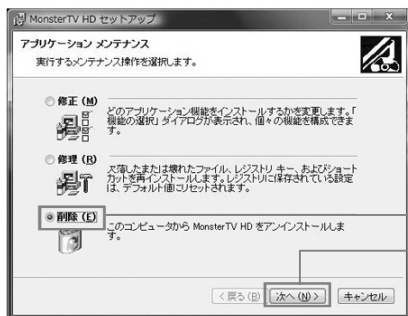 MonsterTV HD セットアップ
アプリケーション メンテナンス
実行するメンテナンス操作を選択します。
修正 (M)
どのアプリケーション機能をインストールするかを変更します。「
機能の選択」ダイアログが表示され、個々の機能を構成できま
す。
修理 (R)
欠落したまたは壊れたファイル、レジストリ キー、およびショート
カットを再インストールします。レジストリに保存されている設定
は、デフォルト値にリセットされます。
削除 (E)
このコンピュータから MonsterTV HD をアンインストールしま
す。
< 戻る (B)
次へ (N) >
キャンセル